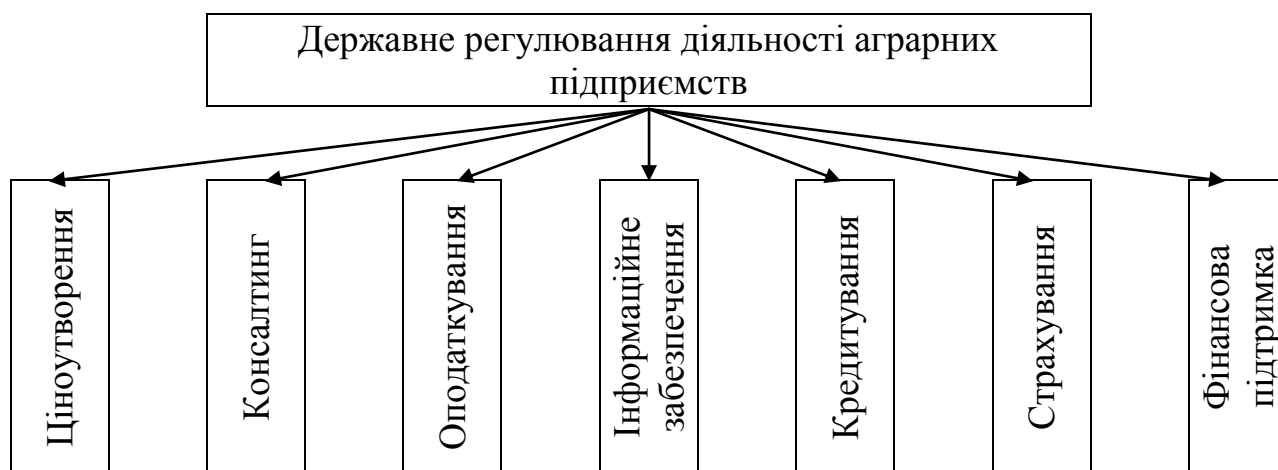 Державне регулювання діяльності аграрних
підприємств
Ціноутворення
Консалтинг
Оподаткування
Інформаційне
забезпечення
Кредитування
Страхування
Фінансова
підтримка